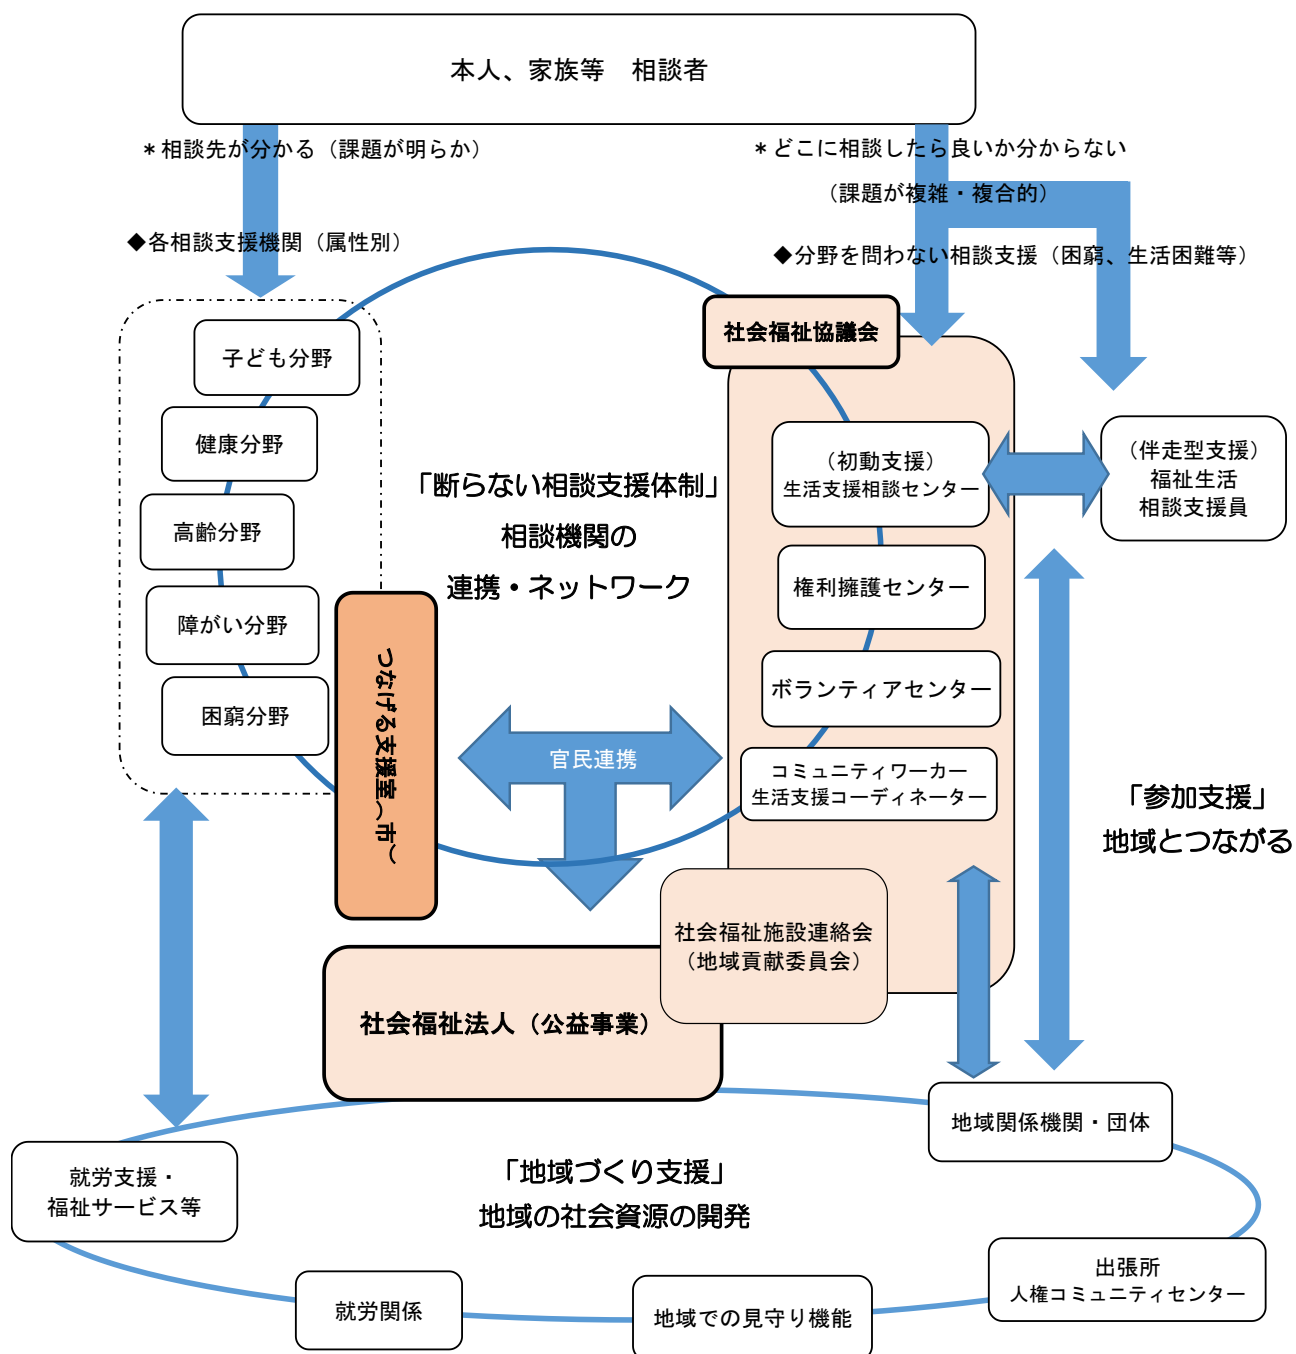 本人、家族等　相談者
＊相談先が分かる（課題が明らか）
＊どこに相談したら良いか分からない
（課題が複雑・複合的）
◆各相談支援機関（属性別）
◆分野を問わない相談支援（困窮、生活困難等）
子ども分野
健康分野
高齢分野
障がい分野
困窮分野
つなげる支援室（市）
「断らない相談支援体制」
相談機関の
連携・ネットワーク
官民連携
社会福祉協議会
（初動支援）
生活支援相談センター
権利擁護センター
ボランティアセンター
コミュニティワーカー
生活支援コーディネーター
（伴走型支援）
福祉生活
相談支援員
「参加支援」
地域とつながる
社会福祉施設連絡会
（地域貢献委員会）
社会福祉法人（公益事業）
地域関係機関・団体
就労支援・
福祉サービス等
「地域づくり支援」
地域の社会資源の開発
出張所
人権コミュニティセンター
就労関係
地域での見守り機能